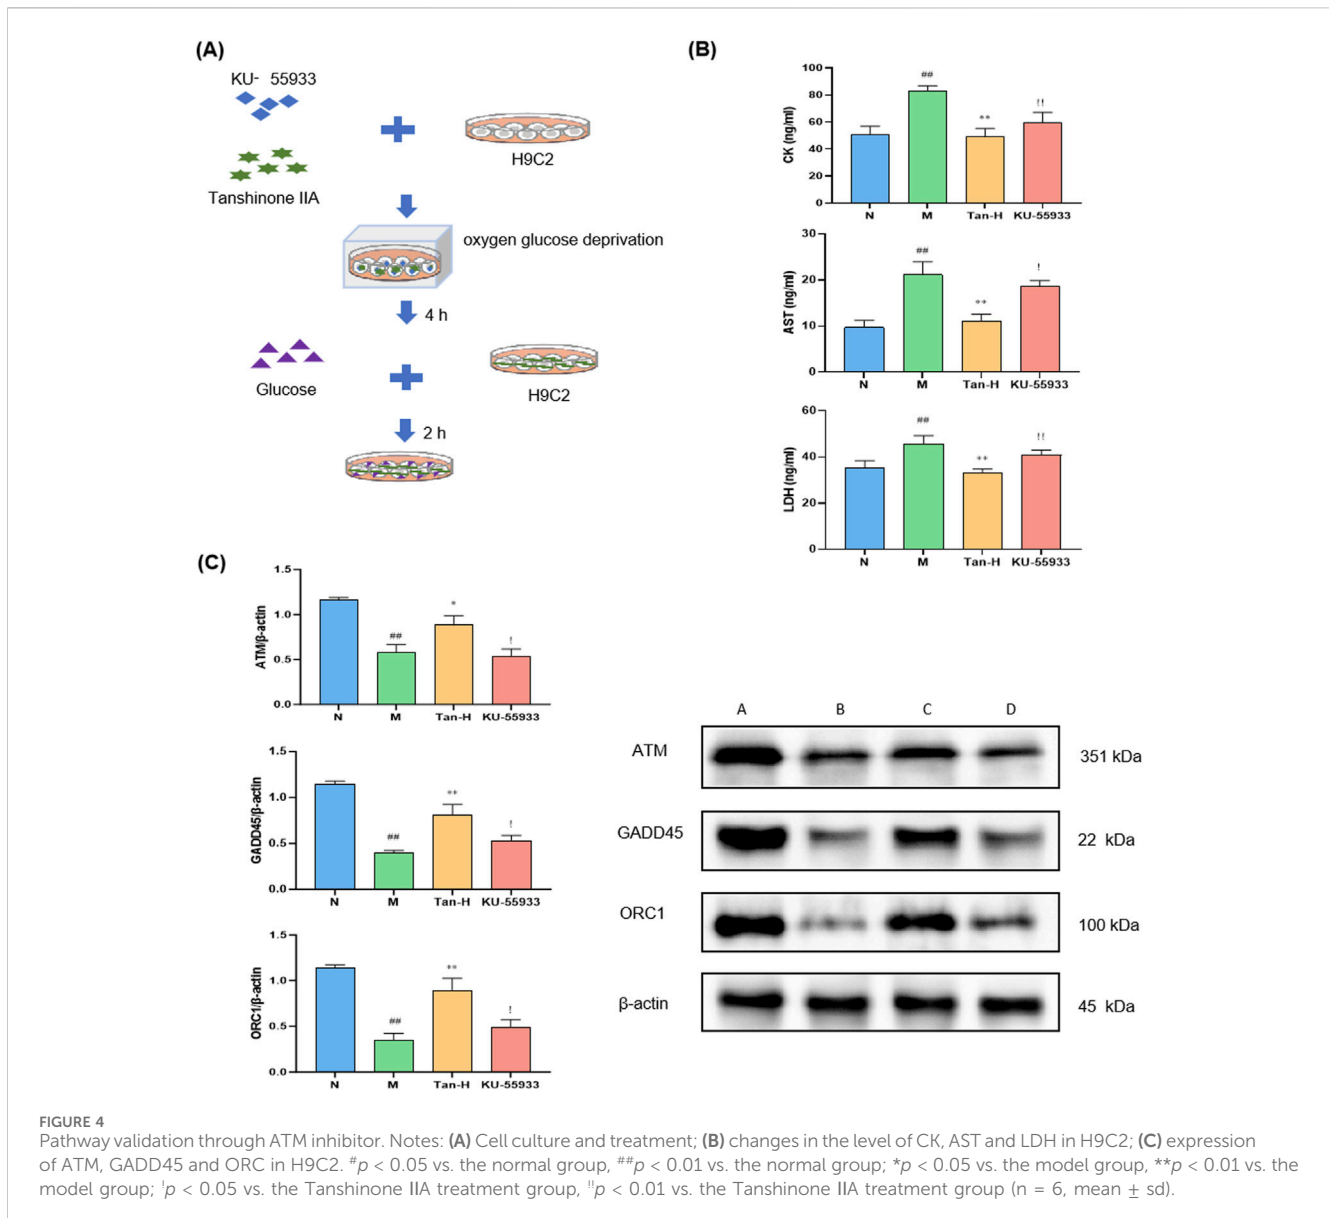 (A)
KU- 55933
Tanshinone IIA
H9C2
oxygen glucose deprivation
4 h
Glucose
H9C2
2 h
(B)
CK (ng/ml)
100
80
60
40
20
0
##
**
!!
N M Tan-H KU-55933
AST (ng/ml)
30
20
10
0
##
**
!
N M Tan-H KU-55933
LDH (ng/ml)
60
40
20
0
##
**
!!
N M Tan-H KU-55933
(C)
ATM/β-actin
1.5
1.0
0.5
0.0
##
*
!
N M Tan-H KU-55933
GADD45/β-actin
1.5
1.0
0.5
0.0
##
**
!
N M Tan-H KU-55933
ORC1/β-actin
1.5
1.0
0.5
0.0
##
**
!
N M Tan-H KU-55933
A B C D
ATM 351 kDa
GADD45 22 kDa
ORC1 100 kDa
β-actin 45 kDa
FIGURE 4
Pathway validation through ATM inhibitor. Notes: (A) Cell culture and treatment; (B) changes in the level of CK, AST and LDH in H9C2; (C) expression
of ATM, GADD45 and ORC in H9C2. #p < 0.05 vs. the normal group, ##p < 0.01 vs. the normal group; *p < 0.05 vs. the model group, **p < 0.01 vs. the
model group; !p < 0.05 vs. the Tanshinone IIA treatment group, !!p < 0.01 vs. the Tanshinone IIA treatment group (n = 6, mean ± sd).